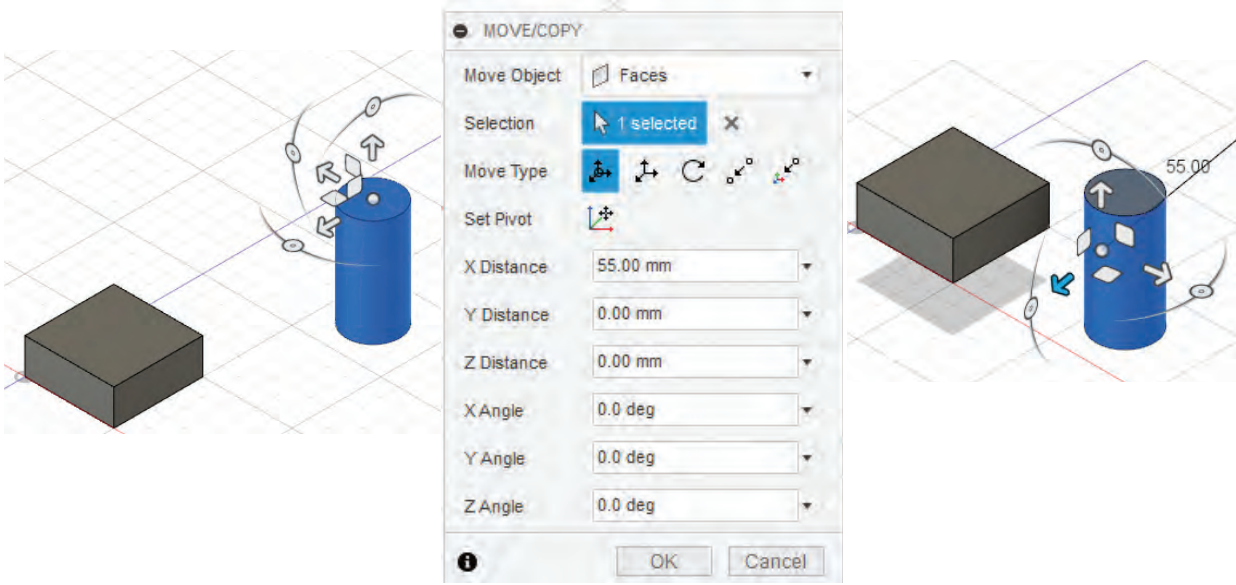 MOVE/COPY
Move Object Faces
Selection 1 selected
Move Type
Set Pivot
X Distance 55.00 mm
Y Distance 0.00 mm
Z Distance 0.00 mm
X Angle 0.0 deg
Y Angle 0.0 deg
Z Angle 0.0 deg
OK Cancel
55.00